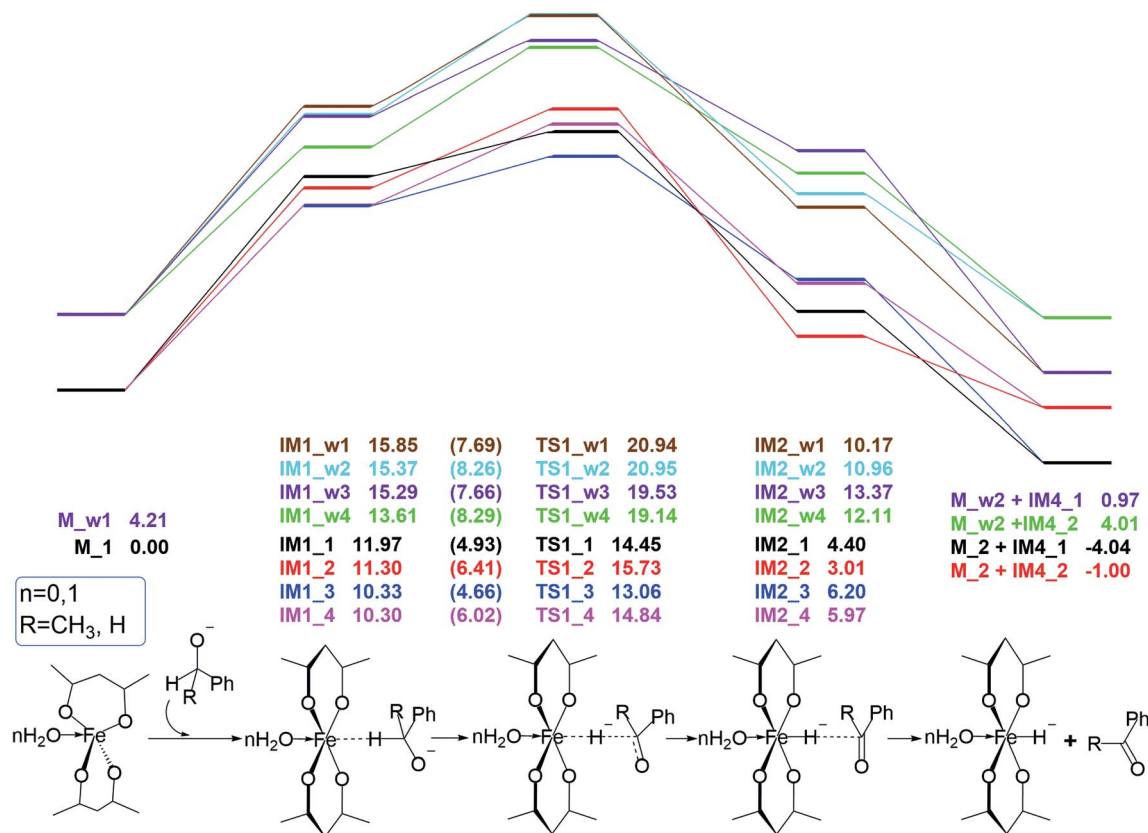 IM1_w1 15.85 (7.69) TS1_w1 20.94 IM2_w1 10.17
IM1_w2 15.37 (8.26) TS1_w2 20.95 IM2_w2 10.96
IM1_w3 15.29 (7.66) TS1_w3 19.53 IM2_w3 13.37
IM1_w4 13.61 (8.29) TS1_w4 19.14 IM2_w4 12.11
IM1_1 11.97 (4.93) TS1_1 14.45 IM2_1 4.40
IM1_2 11.30 (6.41) TS1_2 15.73 IM2_2 3.01
IM1_3 10.33 (4.66) TS1_3 13.06 IM2_3 6.20
IM1_4 10.30 (6.02) TS1_4 14.84 IM2_4 5.97
M_w1 4.21
M_1 0.00
M_w2 + IM4_1 0.97
M_w2 +IM4_2 4.01
M_2 + IM4_1 -4.04
M_2 + IM4_2 -1.00
n=0,1
R=CH3, H
O−
H Ph
R
O O
nH2O Fe
O O
O O
R Ph
nH2O Fe H
O−
O O
O O
R Ph
nH2O Fe H−
O
O O
O O
R Ph
nH2O Fe H−
O
O O
O O
nH2O Fe H− + R Ph
O
O O